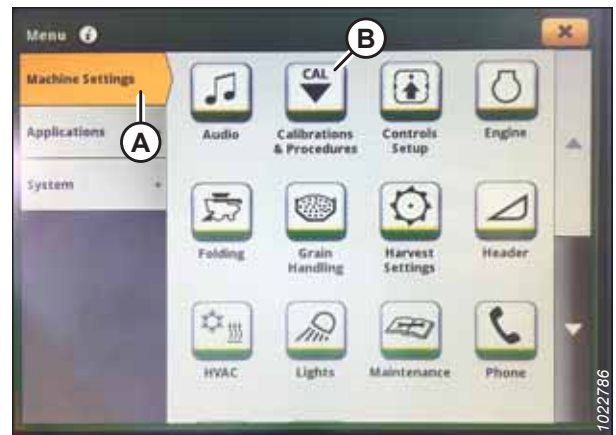 Menu i
B
Machine Settings
A
Applications
System
CAL
Audio
Calibrations
& Procedures
Controls
Setup
Engine
Folding
Grain
Handling
Harvest
Settings
Header
HVAC
Lights
Maintenance
Phone
1022786